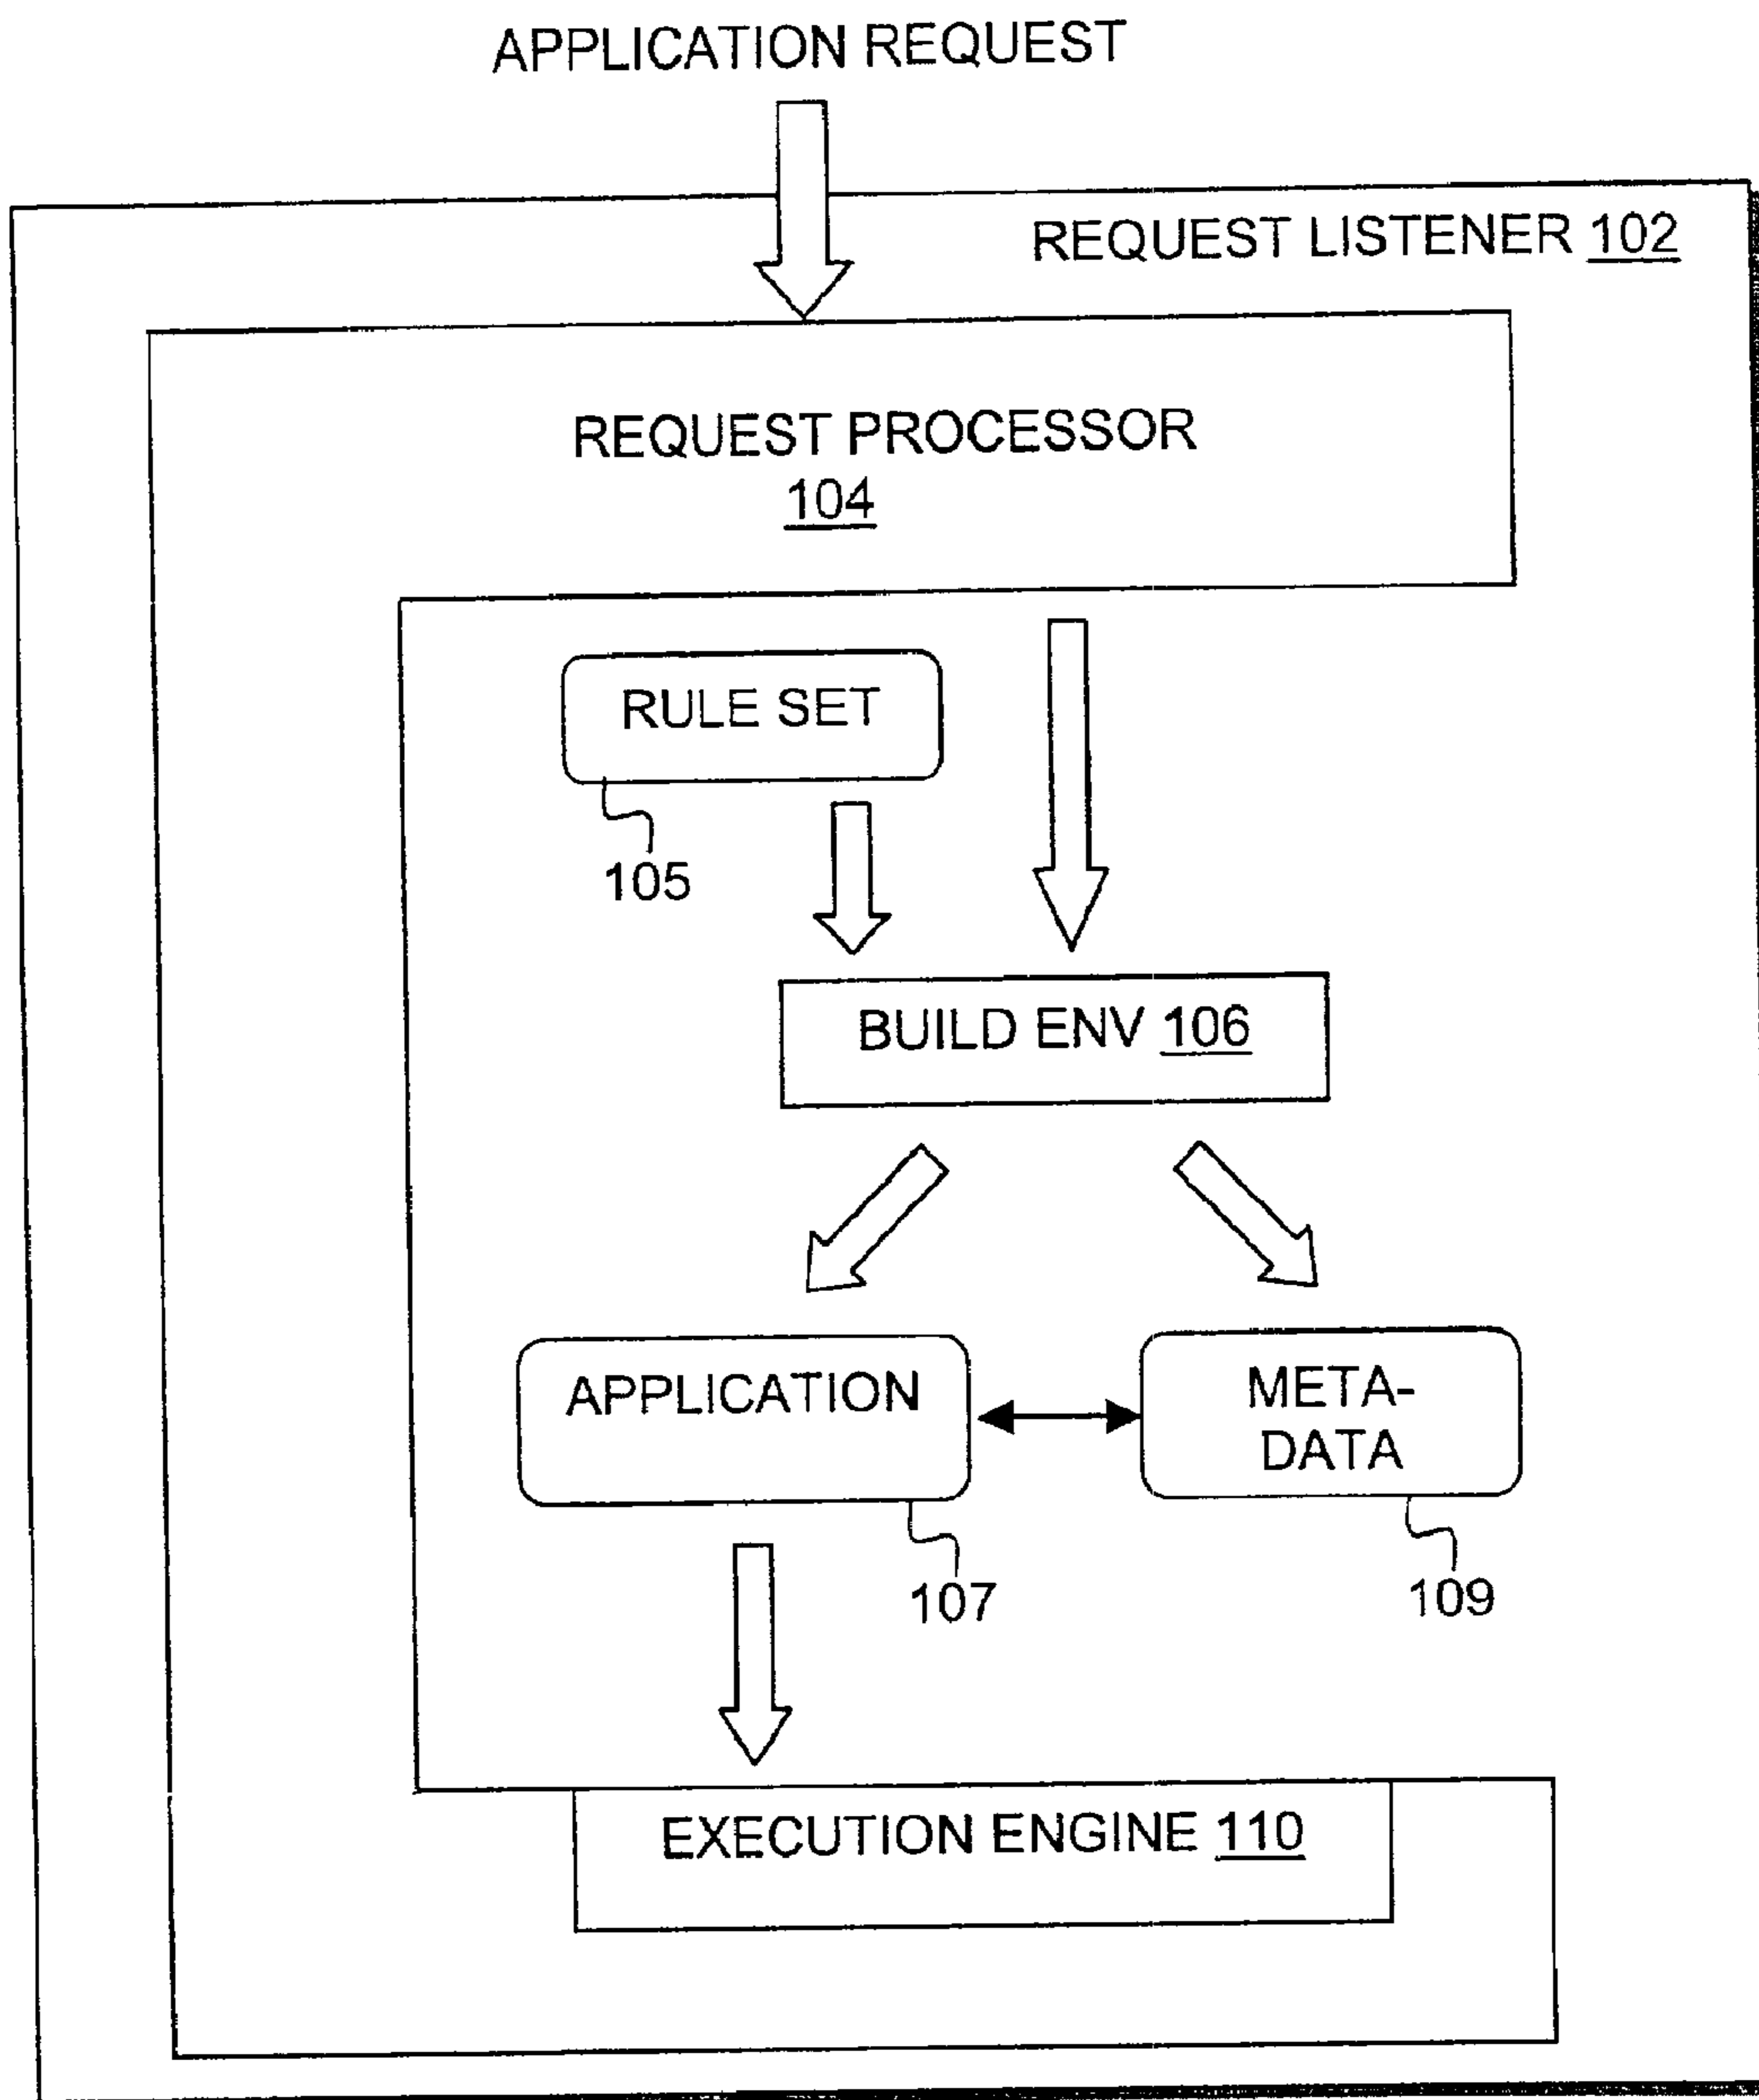 APPLICATION REQUEST
REQUEST LISTENER 102
REQUEST PROCESSOR
104
RULE SET
105
BUILD ENV 106
APPLICATION
META-
DATA
107
109
EXECUTION ENGINE 110